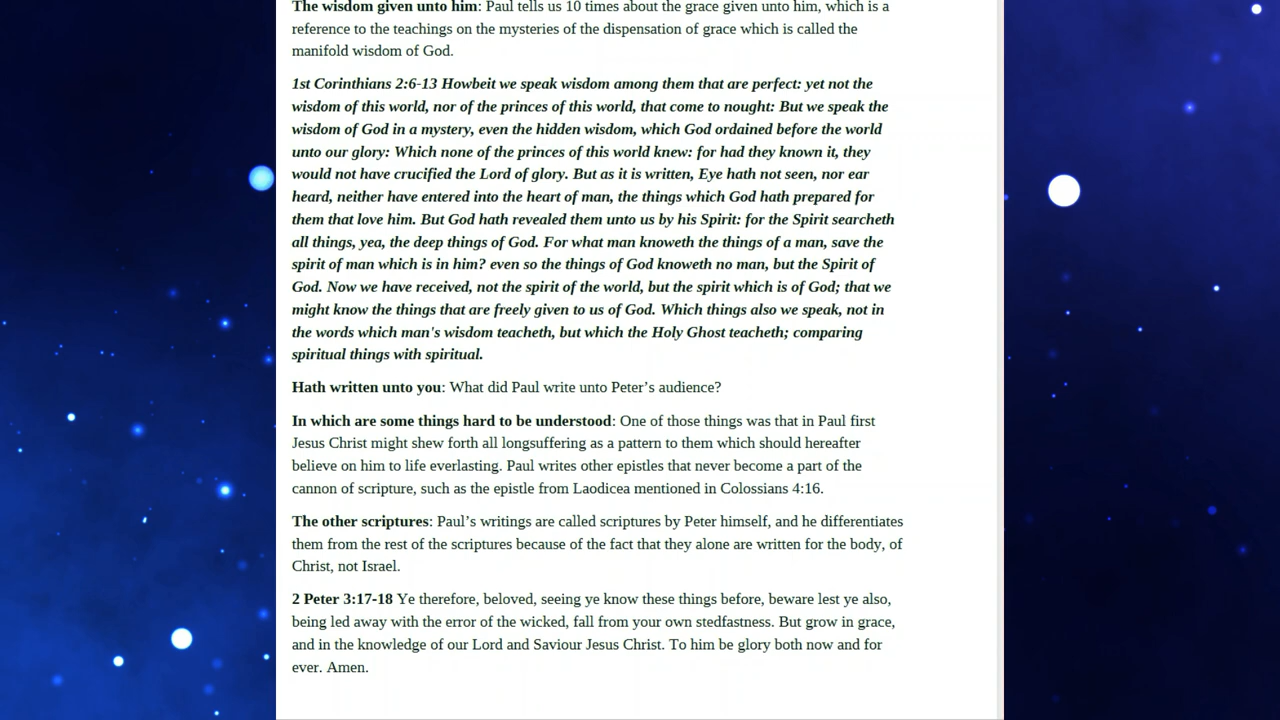 The wisdom given unto him: Paul tells us 10 times about the grace given unto him, which is a
reference to the teachings on the mysteries of the dispensation of grace which is called the
manifold wisdom of God.
1st Corinthians 2:6-13 Howbeit we speak wisdom among them that are perfect: yet not the
wisdom of this world, nor of the princes of this world, that come to nought: But we speak the
wisdom of God in a mystery, even the hidden wisdom, which God ordained before the world
unto our glory: Which none of the princes of this world knew: for had they known it, they
would not have crucified the Lord of glory. But as it is written, Eye hath not seen, nor ear
heard, neither have entered into the heart of man, the things which God hath prepared for
them that love him. But God hath revealed them unto us by his Spirit: for the Spirit searcheth
all things, yea, the deep things of God. For what man knoweth the things of a man, save the
spirit of man which is in him? even so the things of God knoweth no man, but the Spirit of
God. Now we have received, not the spirit of the world, but the spirit which is of God; that we
might know the things that are freely given to us of God. Which things also we speak, not in
the words which man's wisdom teacheth, but which the Holy Ghost teacheth; comparing
spiritual things with spiritual.
Hath written unto you: What did Paul write unto Peter’s audience?
In which are some things hard to be understood: One of those things was that in Paul first
Jesus Christ might shew forth all longsuffering as a pattern to them which should hereafter
believe on him to life everlasting. Paul writes other epistles that never become a part of the
cannon of scripture, such as the epistle from Laodicea mentioned in Colossians 4:16.
The other scriptures: Paul’s writings are called scriptures by Peter himself, and he differentiates
them from the rest of the scriptures because of the fact that they alone are written for the body, of
Christ, not Israel.
2 Peter 3:17-18 Ye therefore, beloved, seeing ye know these things before, beware lest ye also,
being led away with the error of the wicked, fall from your own stedfastness. But grow in grace,
and in the knowledge of our Lord and Saviour Jesus Christ. To him be glory both now and for
ever. Amen.